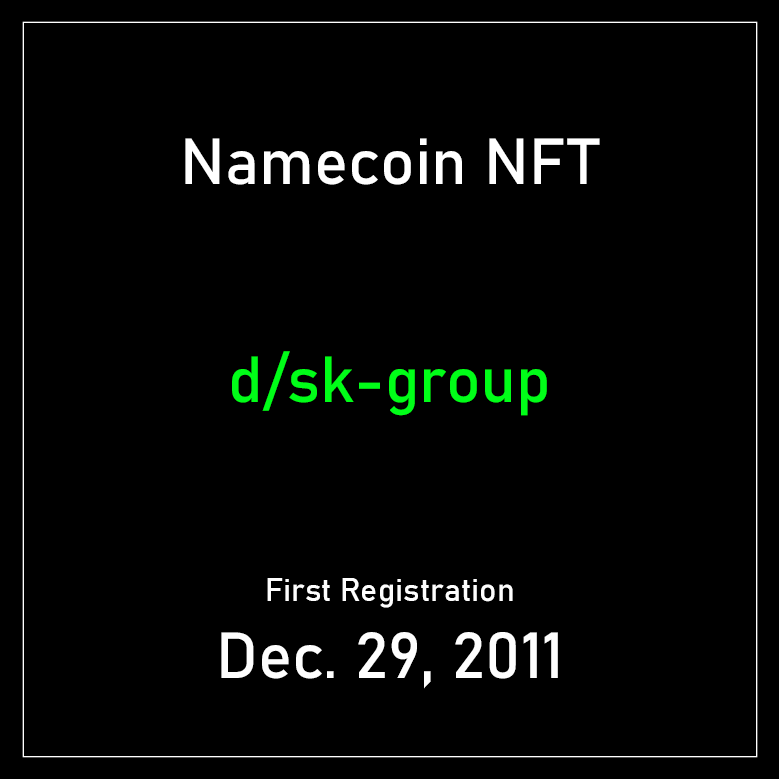 Namecoin NFT
d/sk-group
First Registration
Dec. 29, 2011